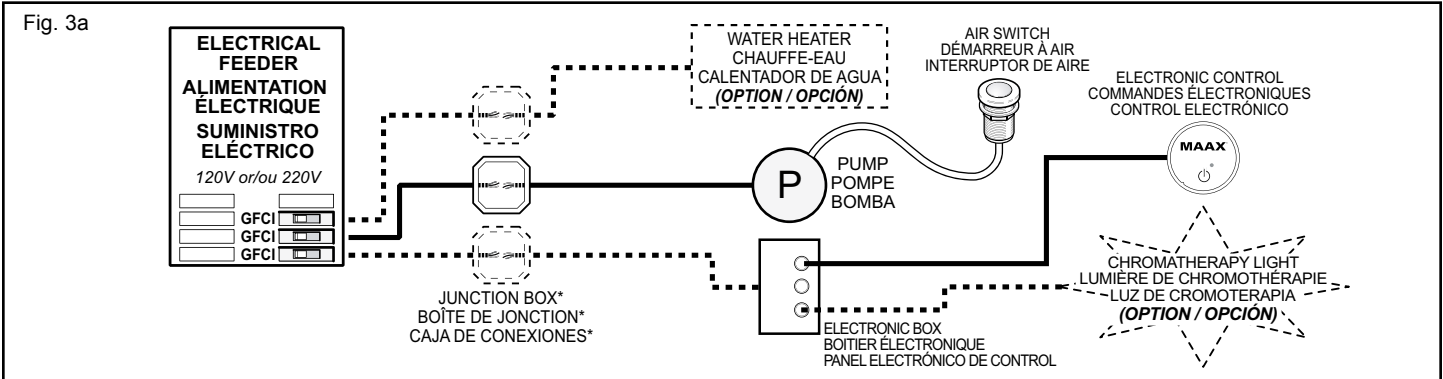 Fig. 3a
ELECTRICAL
FEEDER
ALIMENTATION
ÉLECTRIQUE
SUMINISTRO
ELÉCTRICO
120V or/ou 220V
GFCI
GFCI
GFCI
JUNCTION BOX*
BOÎTE DE JONCTION*
CAJA DE CONEXIONES*
WATER HEATER
CHAUFFE-EAU
CALENTADOR DE AGUA
(OPTION / OPCIÓN)
P
PUMP
POMPE
BOMBA
AIR SWITCH
DÉMARREUR À AIR
INTERRUPTOR DE AIRE
ELECTRONIC CONTROL
COMMANDES ÉLECTRONIQUES
CONTROL ELECTRÓNICO
MAAX
ELECTRONIC BOX
BOITIER ÉLECTRONIQUE
PANEL ELECTRÓNICO DE CONTROL
CHROMATHERAPY LIGHT
LUMIÈRE DE CHROMOTHÉRAPIE
LUZ DE CROMOTERAPIA
(OPTION / OPCIÓN)